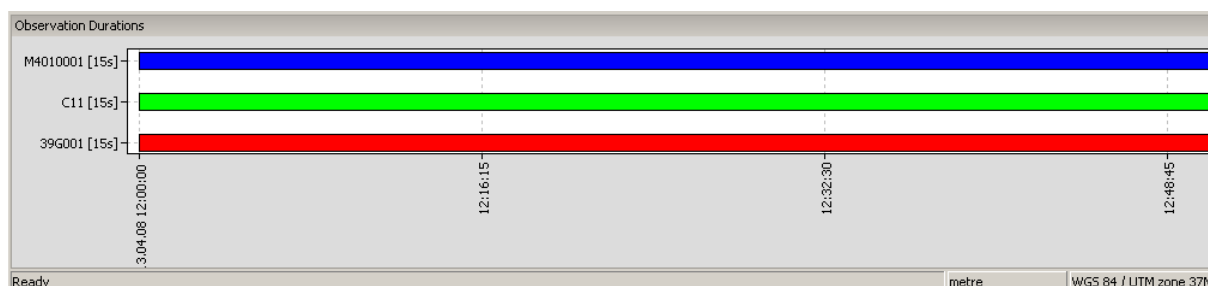 Observation Durations
M4010001 [15s]
C11 [15s]
39G001 [15s]
3.04.08 12:00:00
12:16:15
12:32:30
12:48:45
Ready
metre
WGS 84 / UTM zone